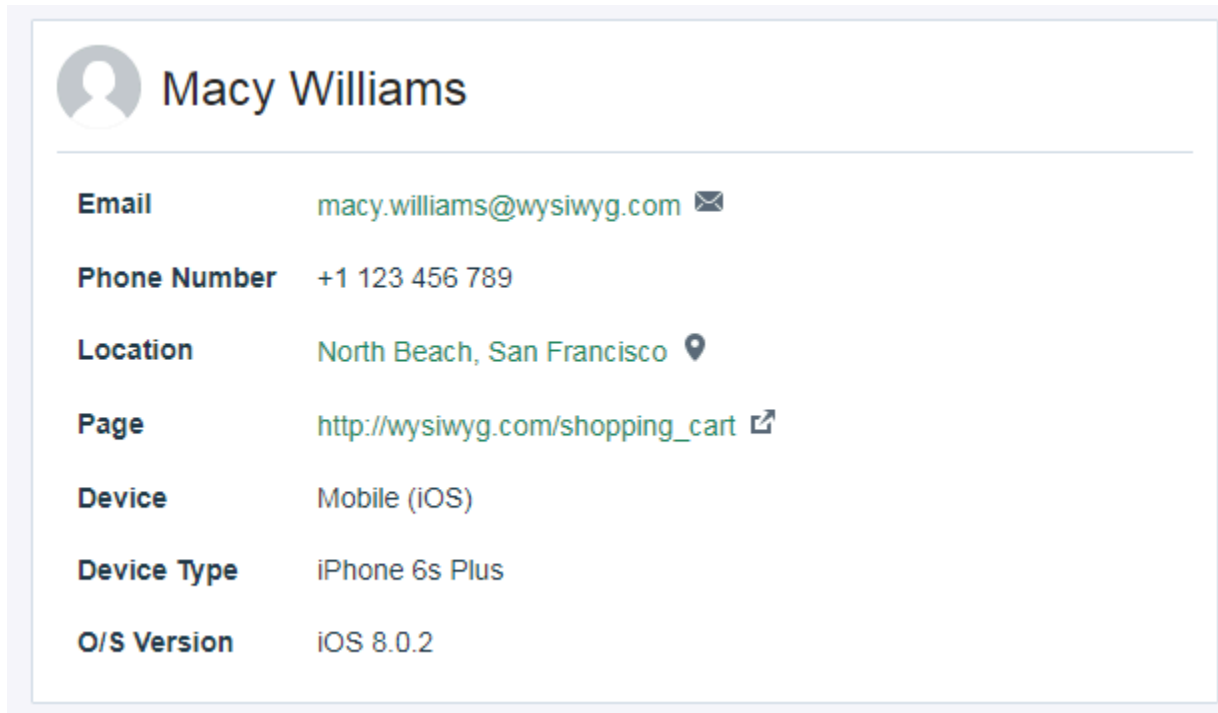 Macy Williams
Email macy.williams@wysiwyg.com
Phone Number +1 123 456 789
Location North Beach, San Francisco
Page http://wysiwyg.com/shopping_cart
Device Mobile (iOS)
Device Type iPhone 6s Plus
O/S Version iOS 8.0.2